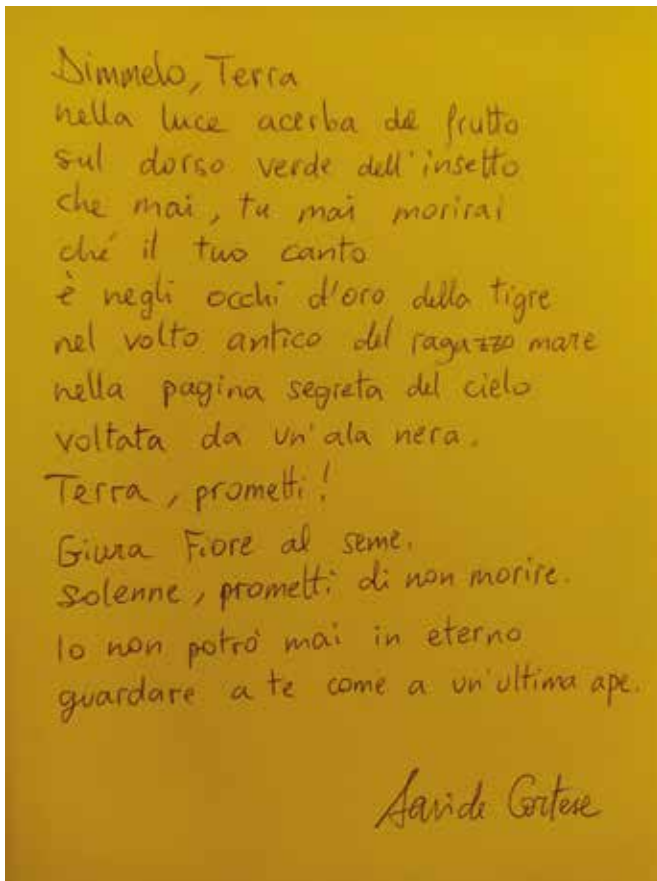 Dimmelo, Terra
nella luce acerba del frutto
sul dorso verde dell'insetto
che mai, tu mai morirai
ché il tuo canto
è negli occhi d'oro della tigre
nel volto antico del ragazzo mare
nella pagina segreta del cielo
voltata da un'ala nera.
Terra, prometti!
Giura Fiore al seme.
Solenne, prometti di non morire.
Io non potrò mai in eterno
guardare a te come a un'ultima ape.
Davide Cortese